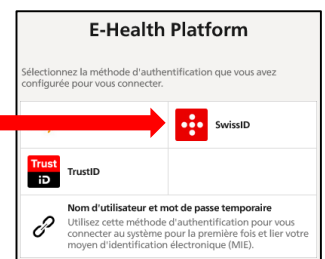 E-Health Platform
Sélectionnez la méthode d'authentification que vous avez
configurée pour vous connecter.
SwissID
Trust
iD
TrustID
Nom d'utilisateur et mot de passe temporaire
Utilisez cette méthode d'authentification pour vous
connecter au système pour la première fois et lier votre
moyen d'identification électronique (MIE).